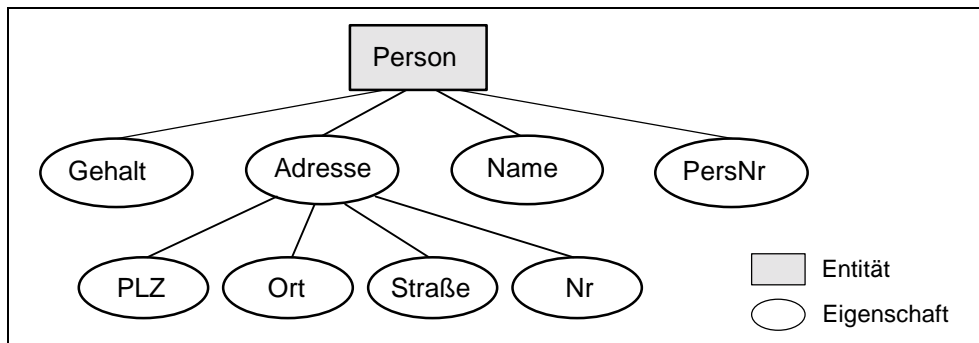 Person
Gehalt
Adresse
Name
PersNr
PLZ
Ort
Straße
Nr
Entität
Eigenschaft